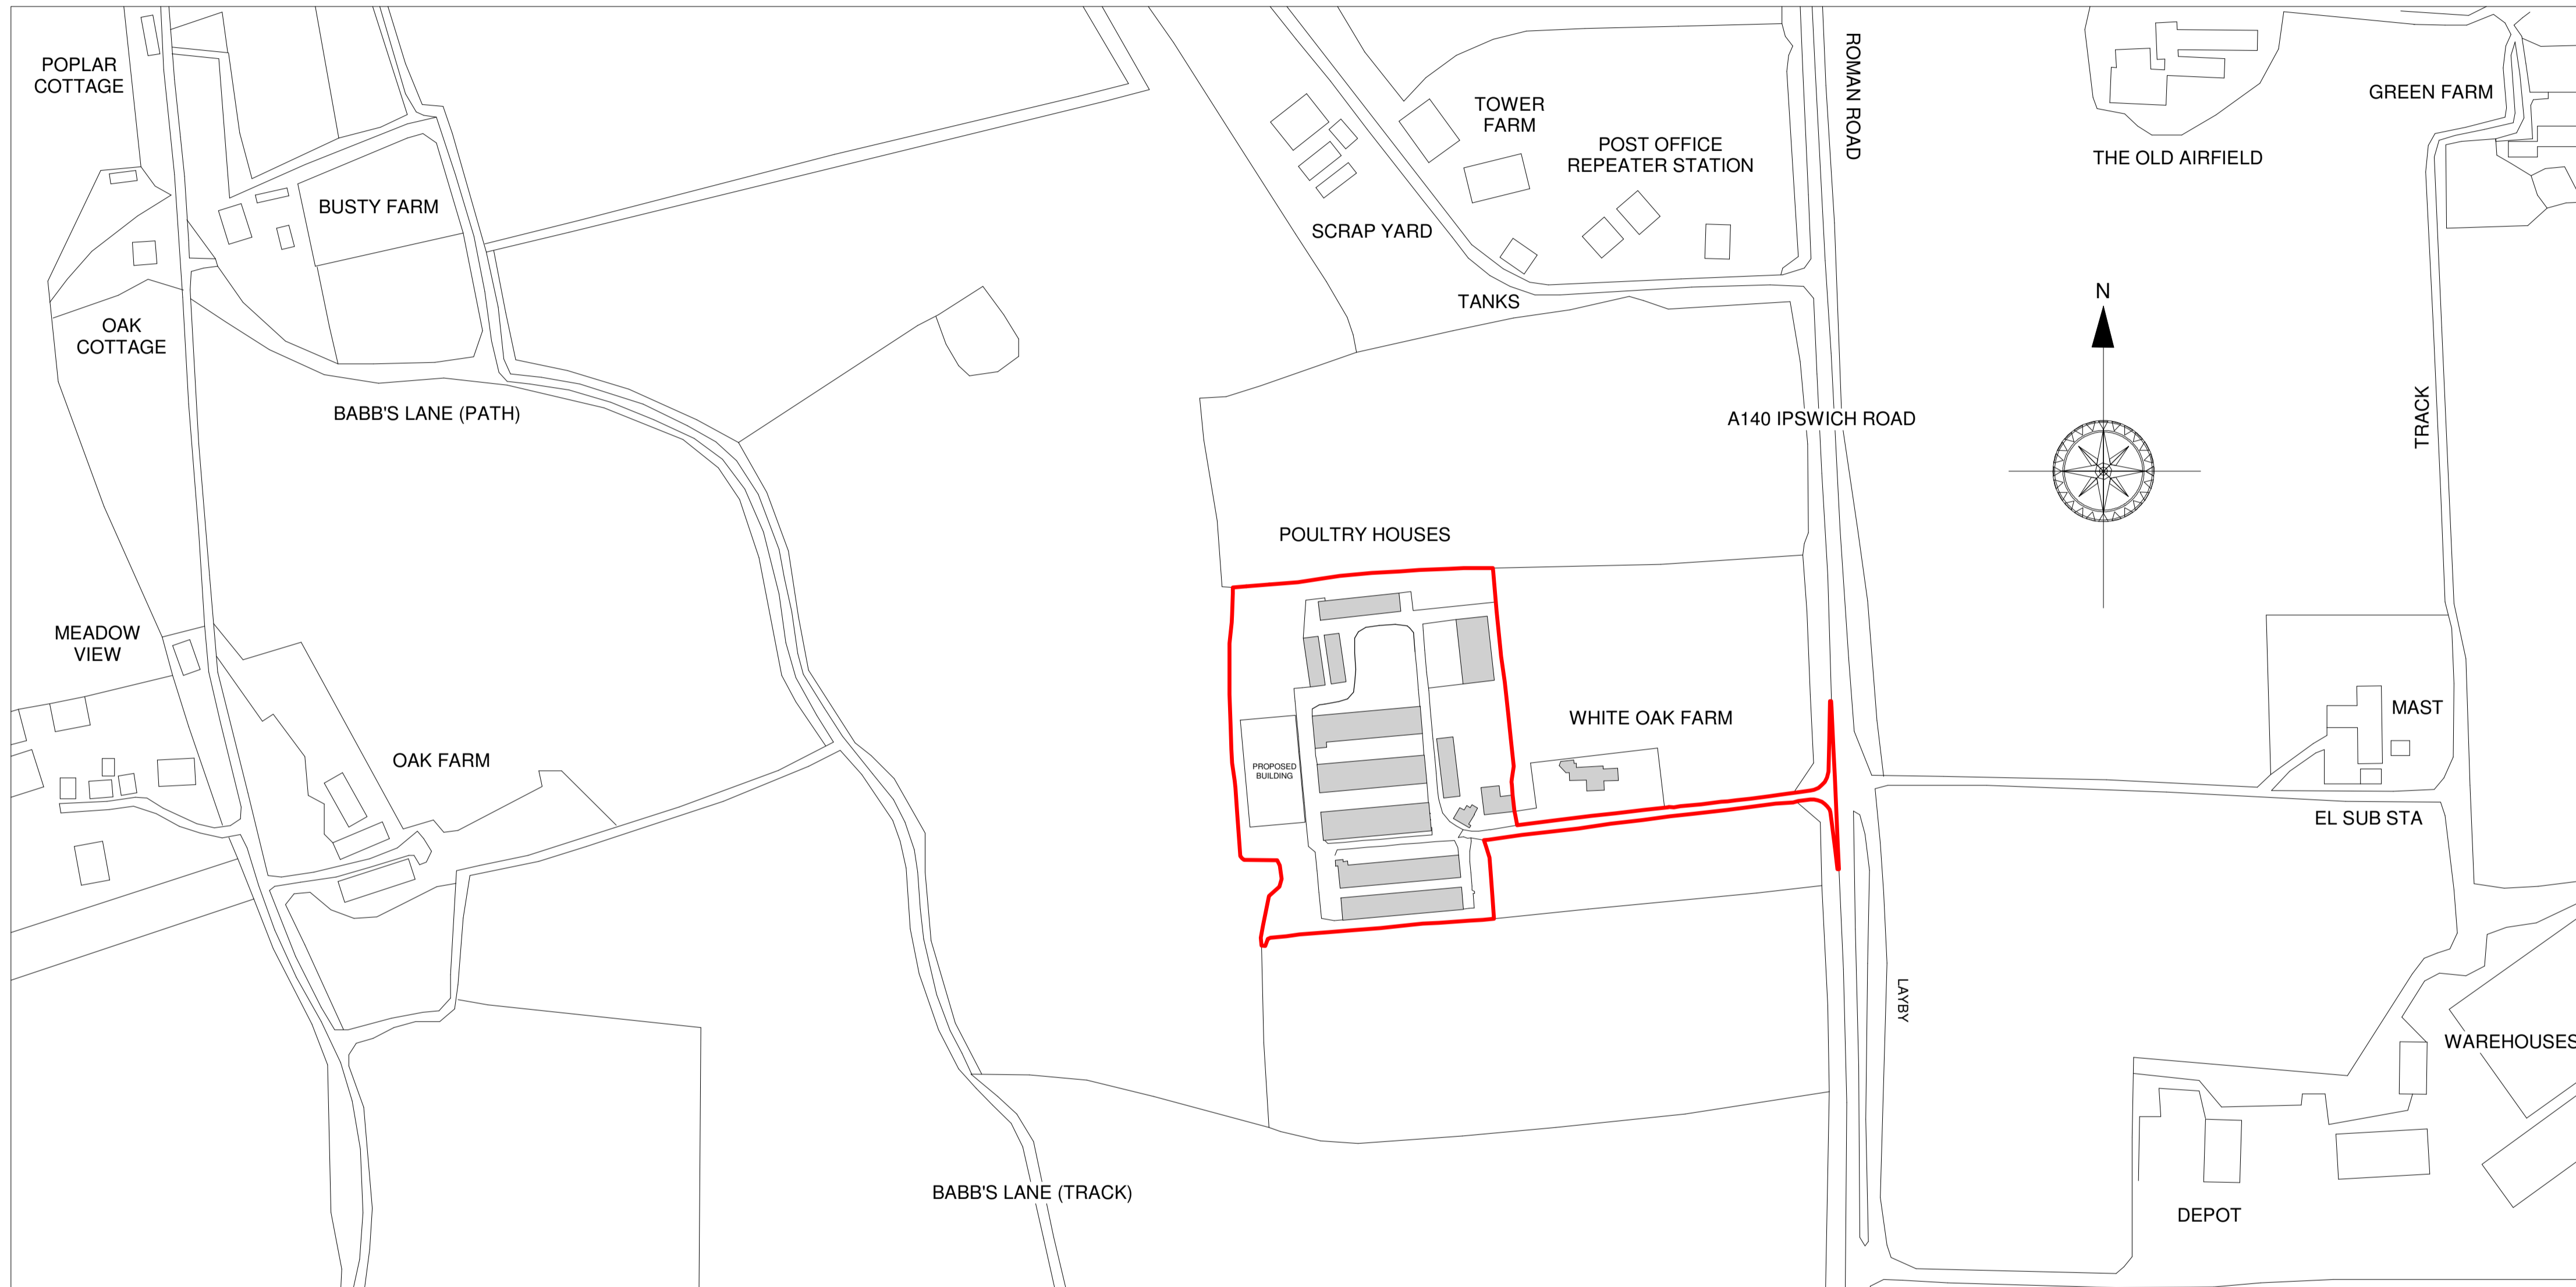 POPLAR
COTTAGE
ROMAN ROAD
GREEN FARM
TOWER
FARM
POST OFFICE
REPEATER STATION
THE OLD AIRFIELD
BUSTY FARM
SCRAP YARD
N
TANKS
OAK
COTTAGE
BABB'S LANE (PATH)
A140 IPSWICH ROAD
TRACK
POULTRY HOUSES
MEADOW
VIEW
WHITE OAK FARM
MAST
OAK FARM
PROPOSED
BUILDING
EL SUB STA
LAYBY
WAREHOUSES
BABB'S LANE (TRACK)
DEPOT